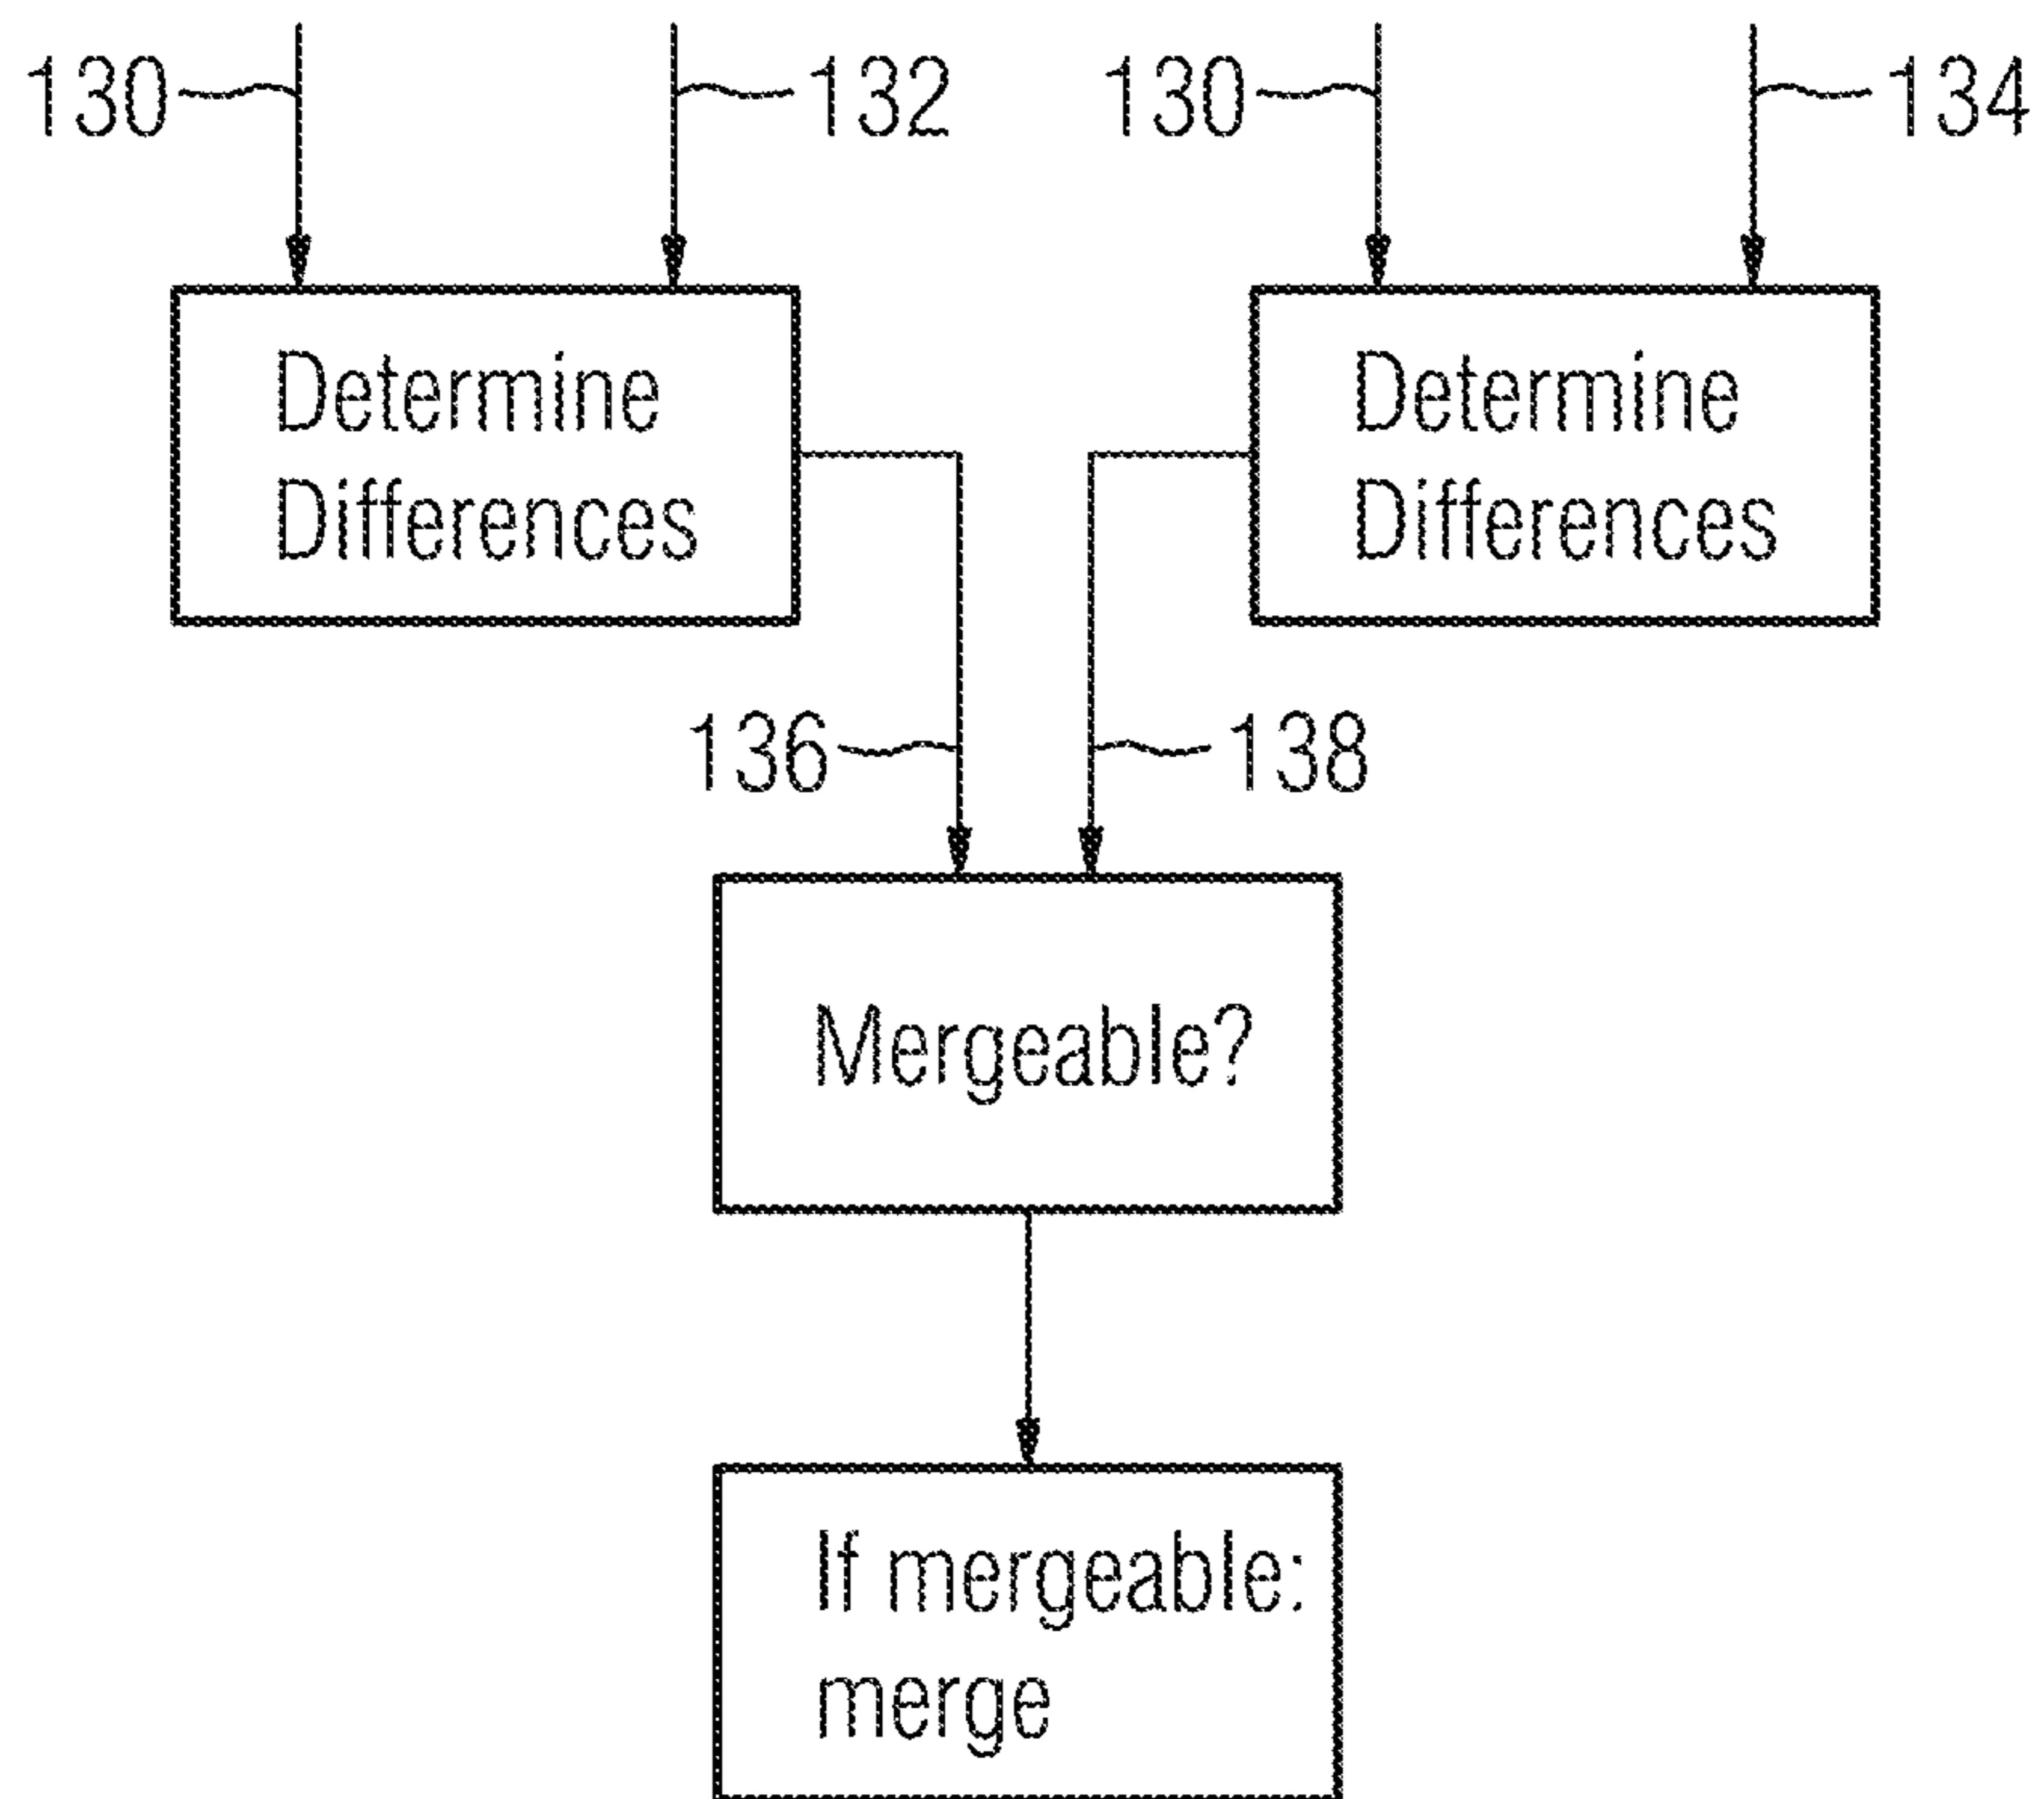 130 132 130 134
Determine
Differences
Determine
Differences
136 138
Mergeable?
If mergeable:
merge